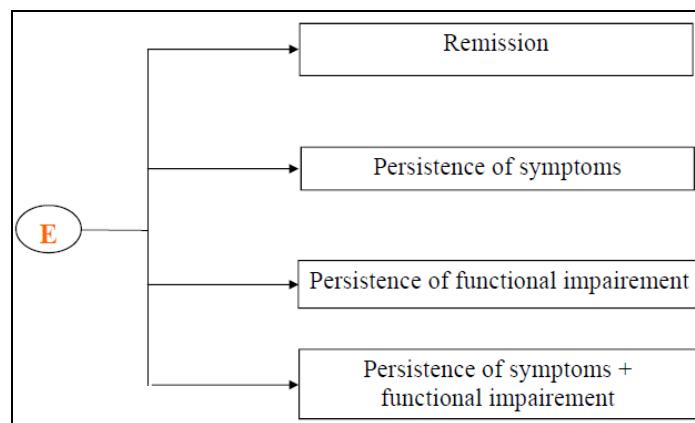 Remission
Persistence of symptoms
E
Persistence of functional impairement
Persistence of symptoms +
functional impairement